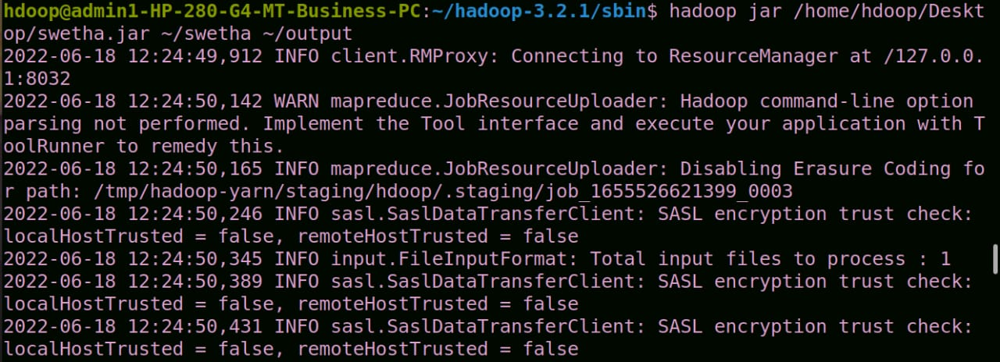 hdoop@admin1-HP-280-G4-MT-Business-PC:~/hadoop-3.2.1/sbin$ hadoop jar /home/hdoop/Deskt
op/swetha.jar ~/swetha ~/output
2022-06-18 12:24:49,912 INFO client.RMProxy: Connecting to ResourceManager at /127.0.0.
1:8032
2022-06-18 12:24:50,142 WARN mapreduce.JobResourceUploader: Hadoop command-line option
parsing not performed. Implement the Tool interface and execute your application with T
oolRunner to remedy this.
2022-06-18 12:24:50,165 INFO mapreduce.JobResourceUploader: Disabling Erasure Coding fo
r path: /tmp/hadoop-yarn/staging/hdoop/.staging/job_1655526621399_0003
2022-06-18 12:24:50,246 INFO sasl.SaslDataTransferClient: SASL encryption trust check:
localHostTrusted = false, remoteHostTrusted = false
2022-06-18 12:24:50,345 INFO input.FileInputFormat: Total input files to process : 1
2022-06-18 12:24:50,389 INFO sasl.SaslDataTransferClient: SASL encryption trust check:
localHostTrusted = false, remoteHostTrusted = false
2022-06-18 12:24:50,431 INFO sasl.SaslDataTransferClient: SASL encryption trust check:
localHostTrusted = false, remoteHostTrusted = false